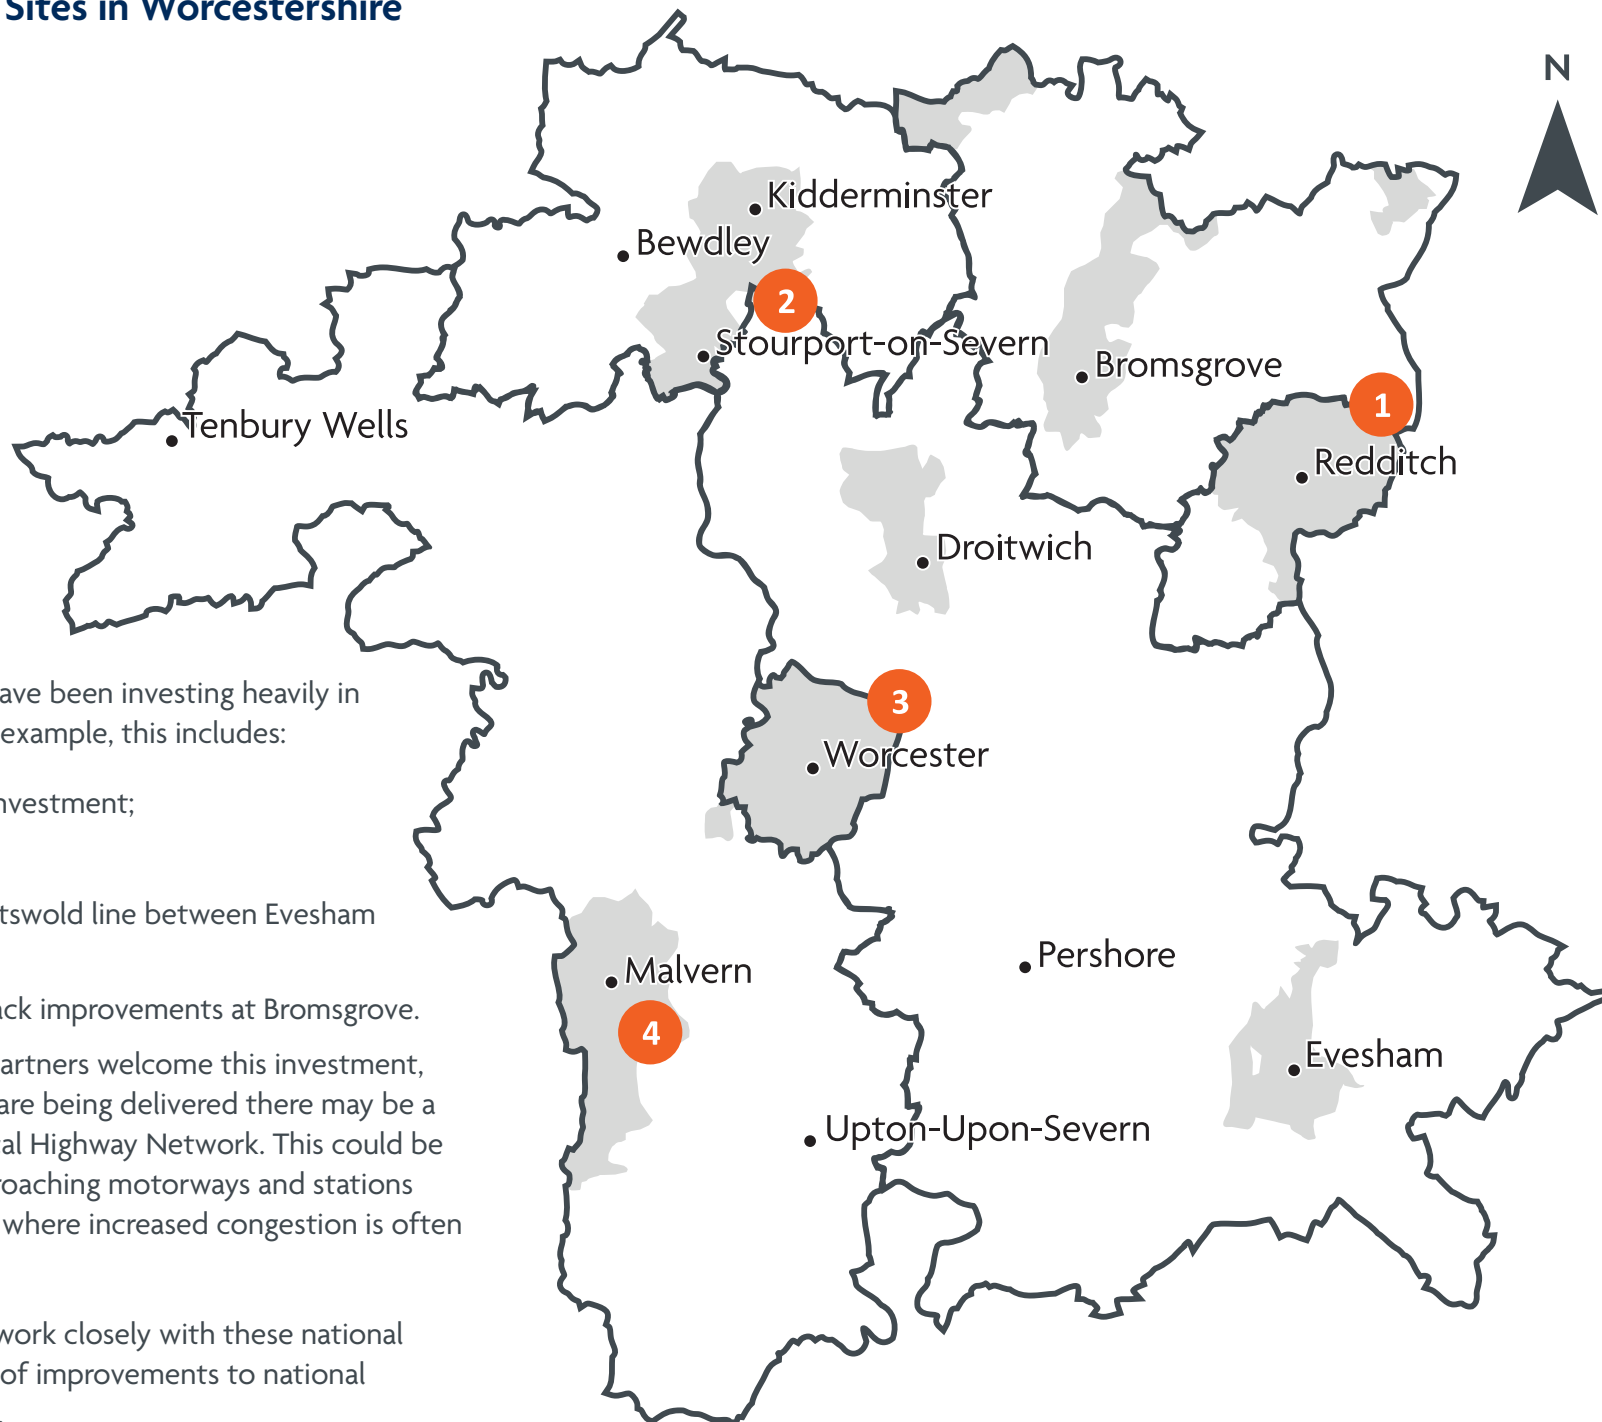 Sites in Worcestershire
N
Kidderminster
Bewdley
2
Stourport-on-Severn
Bromsgrove
1
Tenbury Wells
Redditch
Droitwich
3
Worcester
Malvern
4
Pershore
Evesham
Upton-Upon-Severn
ave been investing heavily in
example, this includes:
nvestment;
tswold line between Evesham
ack improvements at Bromsgrove.
artners welcome this investment,
are being delivered there may be a
cal Highway Network. This could be
roaching motorways and stations
where increased congestion is often
work closely with these national
of improvements to national